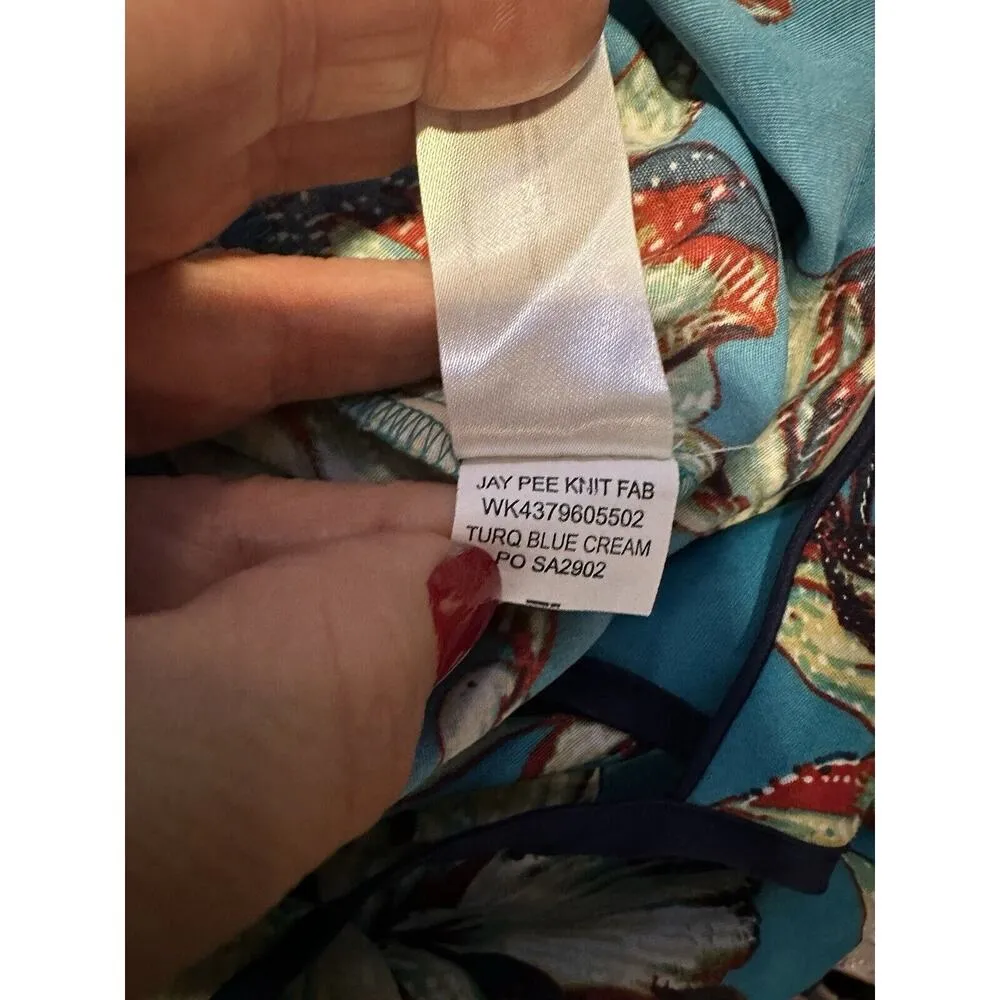 JAY PEE KNIT FAB
WK4379605502
TURQ BLUE CREAM
PO SA2902